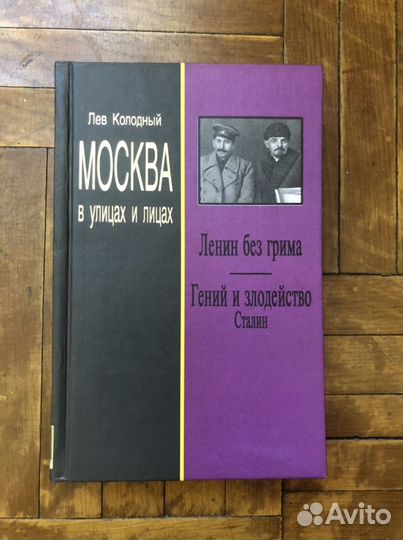 Лев Колодный
МОСКВА
в улицах и лицах
Ленин без грима
Гений и злодейство
Сталин
Avito